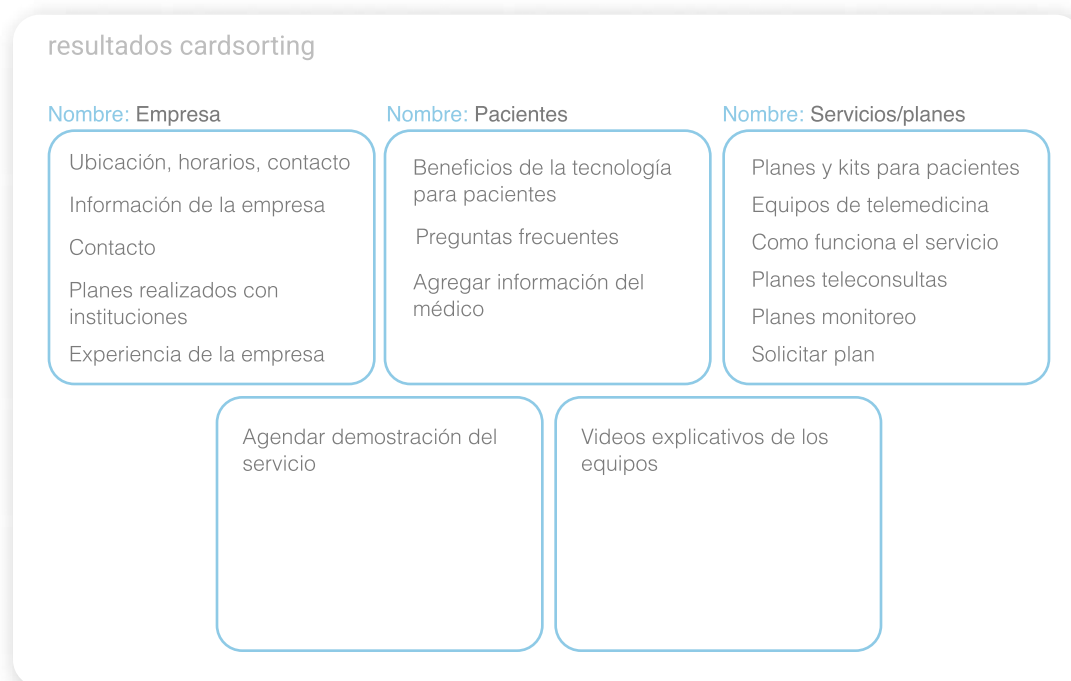 resultados cardsorting
Nombre: Empresa
Ubicación, horarios, contacto
Información de la empresa
Contacto
Planes realizados con
instituciones
Experiencia de la empresa
Nombre: Pacientes
Beneficios de la tecnología
para pacientes
Preguntas frecuentes
Agregar información del
médico
Nombre: Servicios/planes
Planes y kits para pacientes
Equipos de telemedicina
Como funciona el servicio
Planes teleconsultas
Planes monitoreo
Solicitar plan
Agendar demostración del
servicio
Videos explicativos de los
equipos